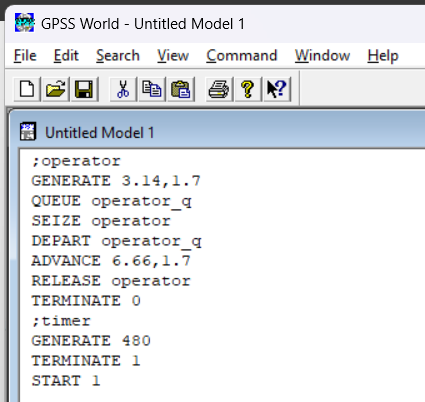 GPSS World - Untitled Model 1
File Edit Search View Command Window Help
Untitled Model 1
;operator
GENERATE 3.14,1.7
QUEUE operator_q
SEIZE operator
DEPART operator_q
ADVANCE 6.66,1.7
RELEASE operator
TERMINATE 0
;timer
GENERATE 480
TERMINATE 1
START 1